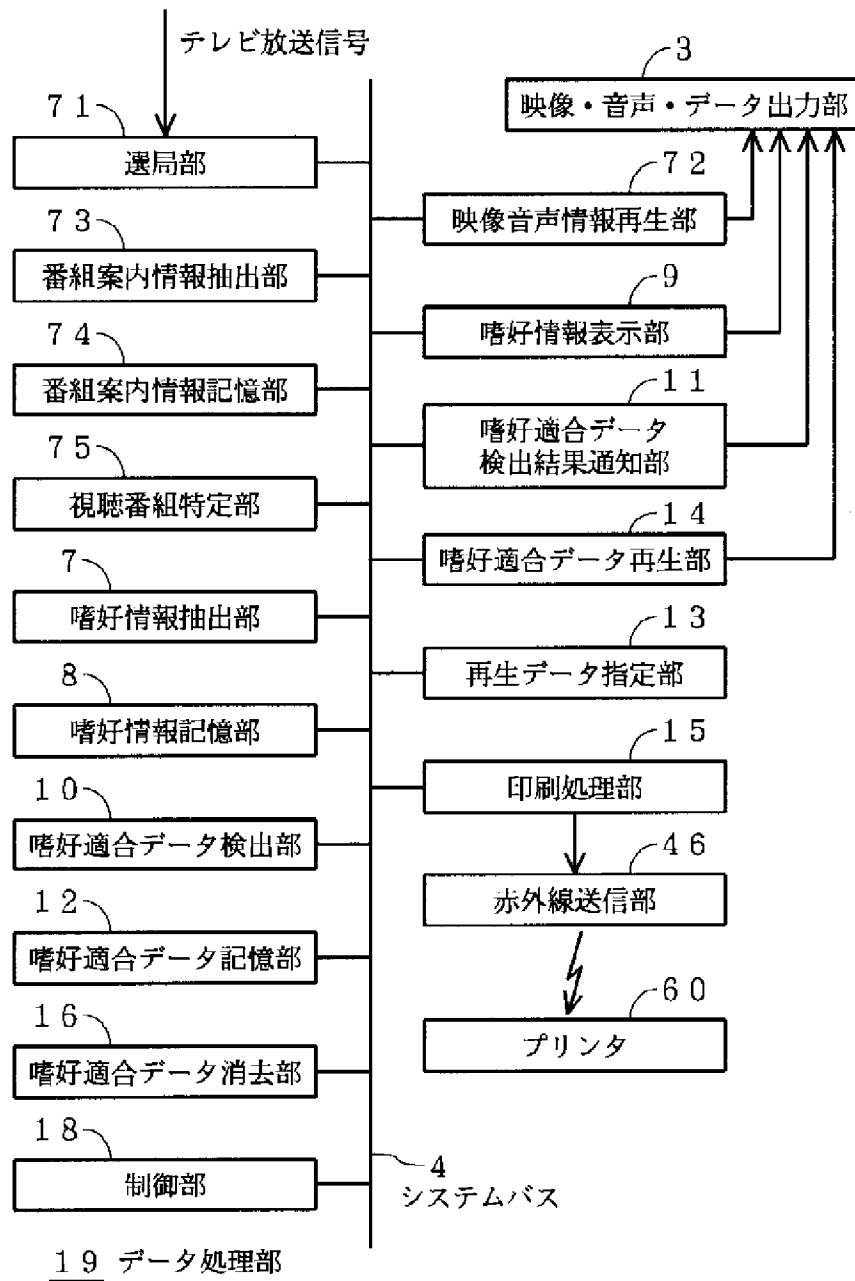 テレビ放送信号
71
選局部
73
番組案内情報抽出部
74
番組案内情報記憶部
75
視聴番組特定部
7
嗜好情報抽出部
8
嗜好情報記憶部
10
嗜好適合データ検出部
12
嗜好適合データ記憶部
16
嗜好適合データ消去部
18
制御部
19 データ処理部
3
映像・音声・データ出力部
72
映像音声情報再生部
9
嗜好情報表示部
11
嗜好適合データ
検出結果通知部
14
嗜好適合データ再生部
13
再生データ指定部
15
印刷処理部
46
赤外線送信部
60
プリンタ
4
システムバス